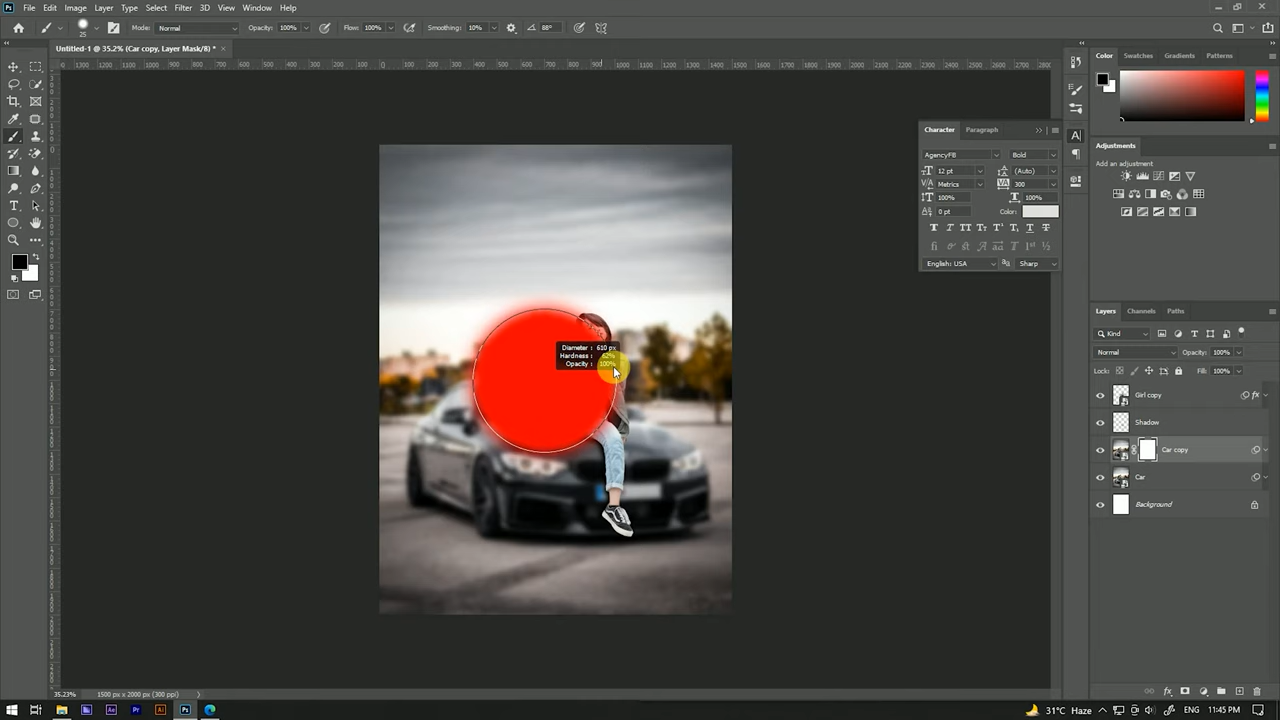 File Edit Image Layer Type Select Filter 3D View Window Help
25 Mode: Normal Opacity: 100% Flow: 100% Smoothing: 10% 88°
Untitled-1 @ 35.2% (Car copy, Layer Mask/8) *
Color Swatches Gradients Patterns
Character Paragraph
AgencyFB Bold
12 pt (Auto)
Metrics 300
100% 100%
0 pt Color:
English: USA Sharp
Adjustments
Add an adjustment
Diameter : 610 px
Hardness : 62%
Opacity : 100%
Layers Channels Paths
Kind
Normal Opacity: 100%
Lock: Fill: 100%
Girl copy
Shadow
Car copy
Car
Background
35.23% 1500 px x 2000 px (300 ppi)
31°C Haze ENG 11:45 PM